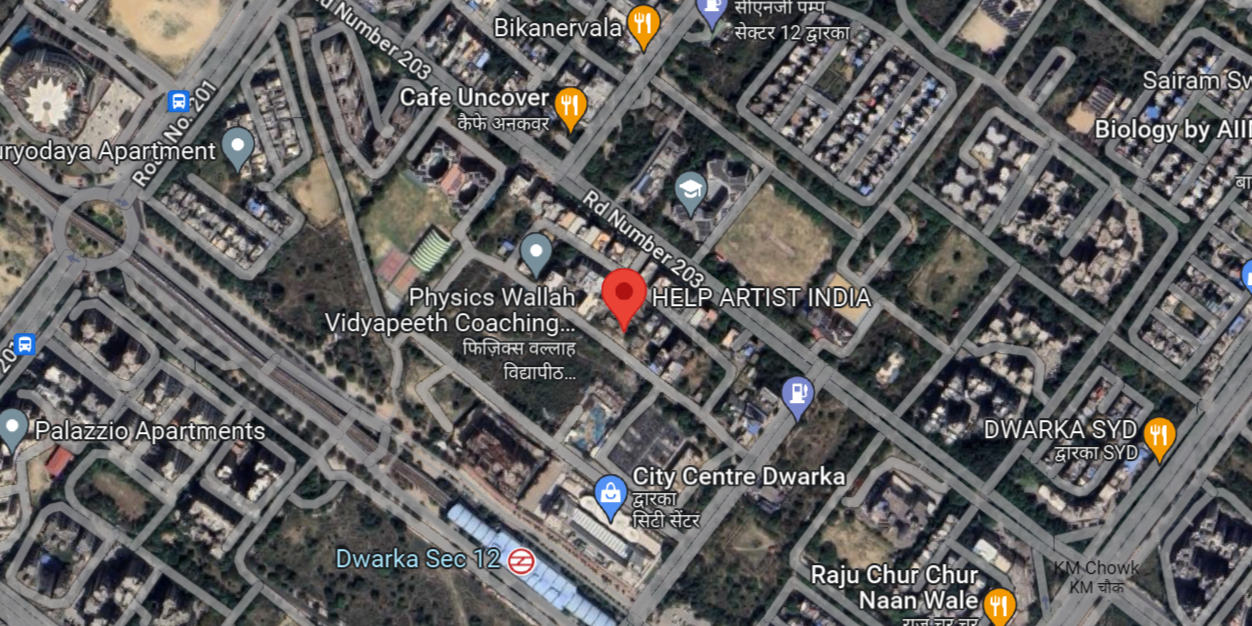 Rd Number 203
Bikanervala
सीएनजी पम्प
सेक्टर 12 द्वारका
Cafe Uncover
कैफे अनकवर
Road No. 201
Sairam Sw
Biology by AIII
uryodaya Apartment
Rd Number 203
Physics Wallah
Vidyapeeth Coaching...
फिज़िक्स वल्लाह
विद्यापीठ...
HELP ARTIST INDIA
201
Palazzio Apartments
DWARKA SYD
द्वारका SYD
City Centre Dwarka
द्वारका
सिटी सेंटर
Dwarka Sec 12
KM Chowk
KM चौक
Raju Chur Chur
Naan Wale